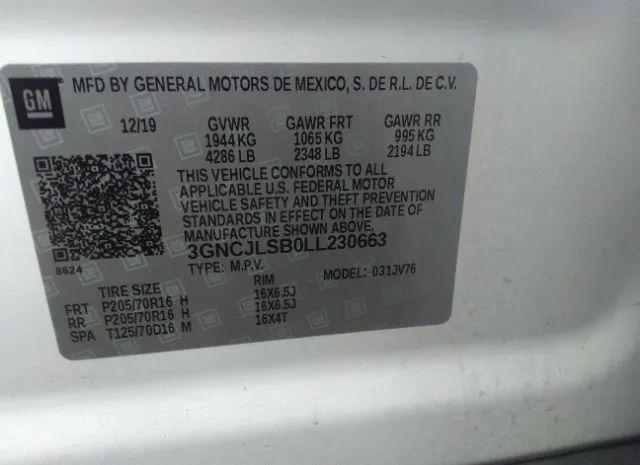 GM
MFD BY GENERAL MOTORS DE MEXICO, S. DE R.L. DE C.V.
12/19 GVWR GAWR FRT GAWR RR
1944 KG 1065 KG 995 KG
4286 LB 2348 LB 2194 LB
THIS VEHICLE CONFORMS TO ALL
APPLICABLE U.S. FEDERAL MOTOR
VEHICLE SAFETY AND THEFT PREVENTION
STANDARDS IN EFFECT ON THE DATE OF
MANUFACTURE SHOWN ABOVE.
3GNCJLSB0LL230663
8624 TYPE: M.P.V. MODEL: 031JV76
TIRE SIZE RIM
FRT P205/70R16 H 16X6.5J
RR P205/70R16 H 16X6.5J
SPA T125/70D16 M 16X4T